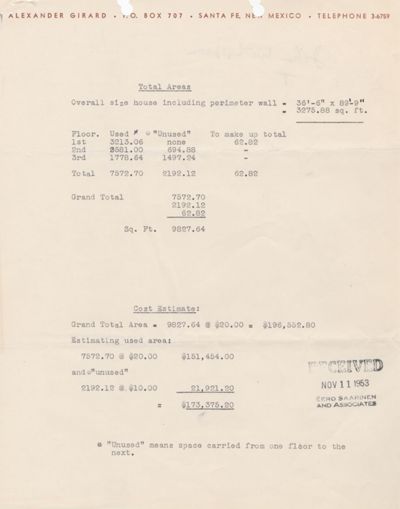 ALEXANDER GIRARD • P.O. BOX 707 • SANTA FE, NEW MEXICO • TELEPHONE 3-6759
Total Areas
Overall size house including perimeter wall = 36'-6" x 89'-9"
= 3275.88 sq. ft.
Floor. Used @ "Unused" To make up total
1st 3213.06 none 62.82
2nd 2581.00 694.88 -
3rd 1778.64 1497.24 -
Total 7572.70 2192.12 62.82
Grand Total 7572.70
2192.12
62.82
Sq. Ft. 9827.64
Cost Estimate:
Grand Total Area = 9827.64 @ $20.00 = $196,552.80
Estimating used area:
7572.70 @ $20.00 $151,454.00
and @"unused"
2192.12 @ $10.00 21,921.20
= $173,375.20
RECEIVED
NOV 11 1963
EERO SAARINEN
AND ASSOCIATES
@ "Unused" means space carried from one floor to the
next.